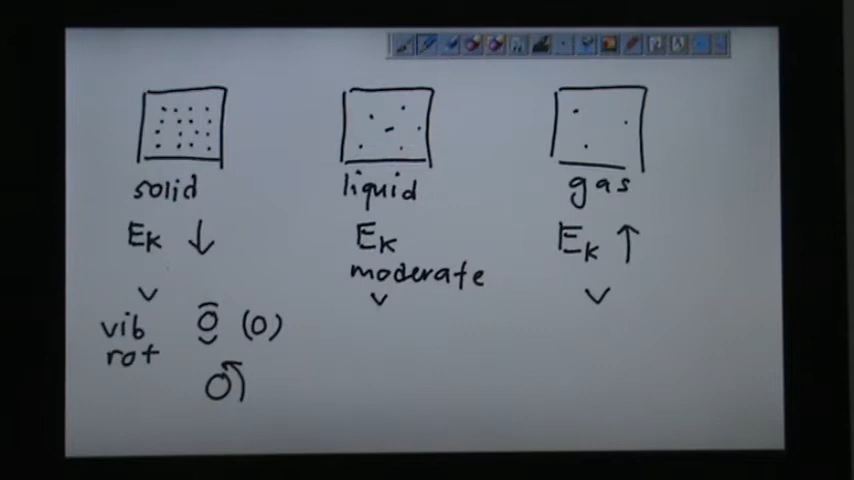 solid liquid gas
Eₖ ↓ Eₖ Eₖ ↑
moderate
vib
rot